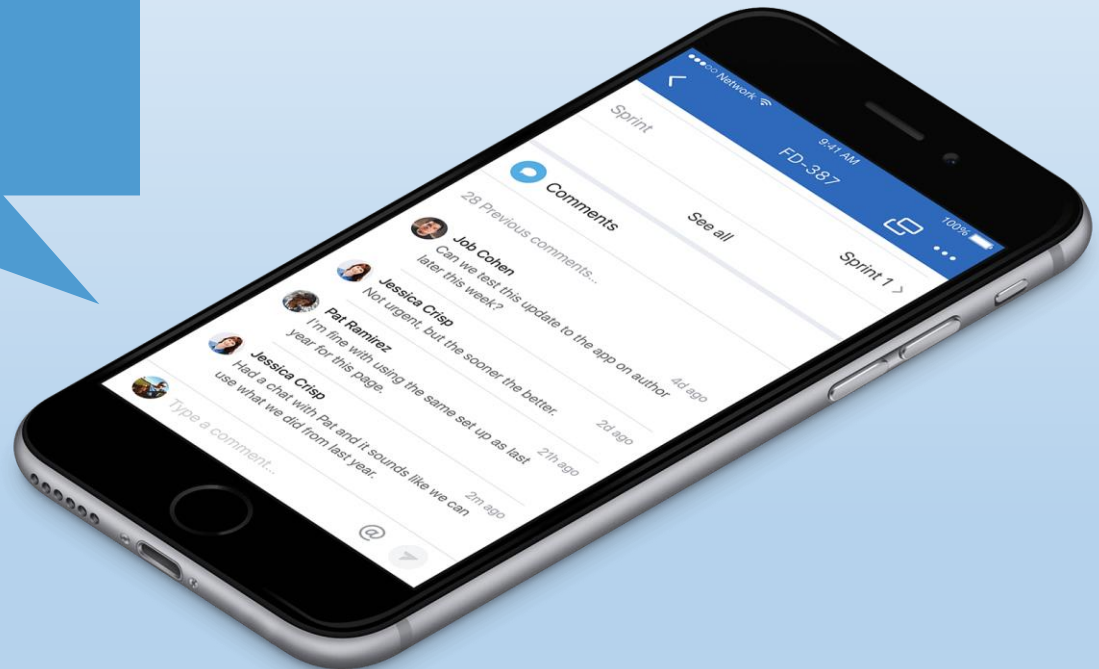 Network
9:41 AM
100%
FD-387
Sprint
Sprint 1
Comments
See all
28 Previous comments...
Job Cohen
4d ago
Can we test this update to the app on author
later this week?
Jessica Crisp
2d ago
Not urgent, but the sooner the better.
Pat Ramirez
21h ago
I'm fine with using the same set up as last
year for this page.
Jessica Crisp
2m ago
Had a chat with Pat and it sounds like we can
use what we did from last year.
Type a comment...
@